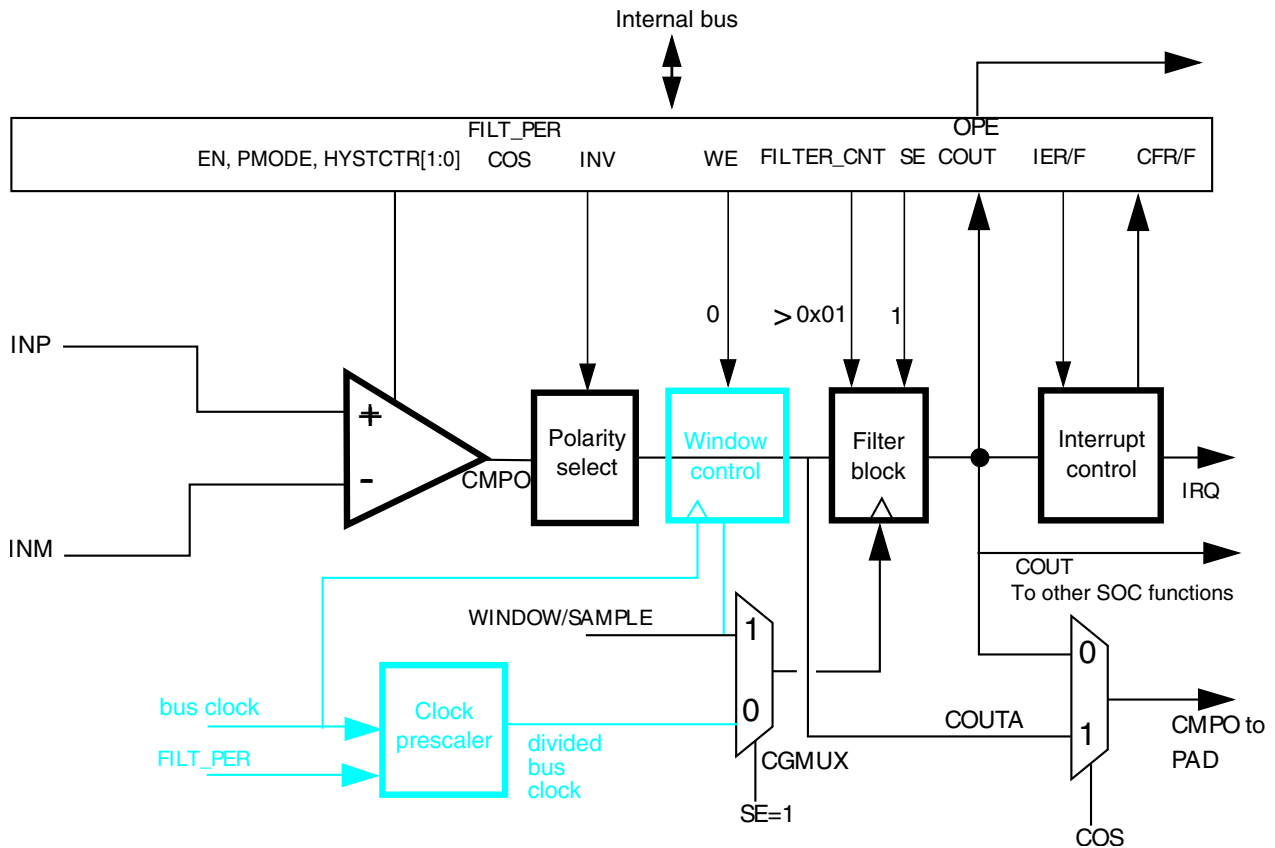 Internal bus
FILT_PER
OPE
EN, PMODE, HYSTCTR[1:0]
COS
INV
WE
FILTER_CNT
SE
COUT
IER/F
CFR/F
0
> 0x01
1
INP
+
-
INM
CMPO
Polarity
select
Window
control
Filter
block
Interrupt
control
IRQ
COUT
To other SOC functions
WINDOW/SAMPLE
1
0
CGMUX
SE=1
bus clock
FILT_PER
Clock
prescaler
divided
bus
clock
COUTA
0
1
CMPO to
PAD
COS